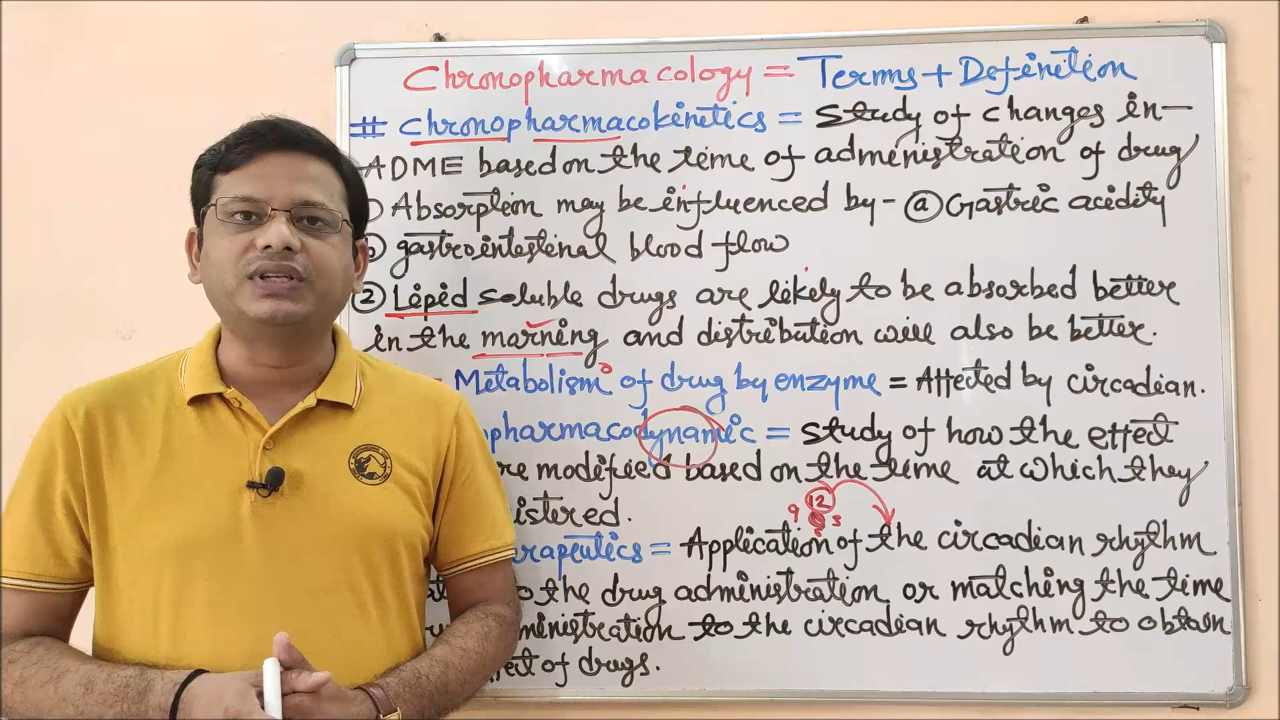 Chronopharmacology = Terms + Definition
# Chronopharmacokinetics = Study of changes in-
ADME based on the time of administration of drug
Absorption may be influenced by - ⓐ Gastric acidity
gastrointestinal blood flow
② Lipid soluble drugs are likely to be absorbed better
in the marning and distribution will also be better.
Metabolism of drug by enzyme = Affected by circadian.
pharmacodynamic = study of how the effect
re modified based on the time at which they
istered.
12
9 3
erapeutics = Application of the circadian rhythm
to the drug administration or matching the time
ministration to the circadian rhythm to obtain
ect of drugs.